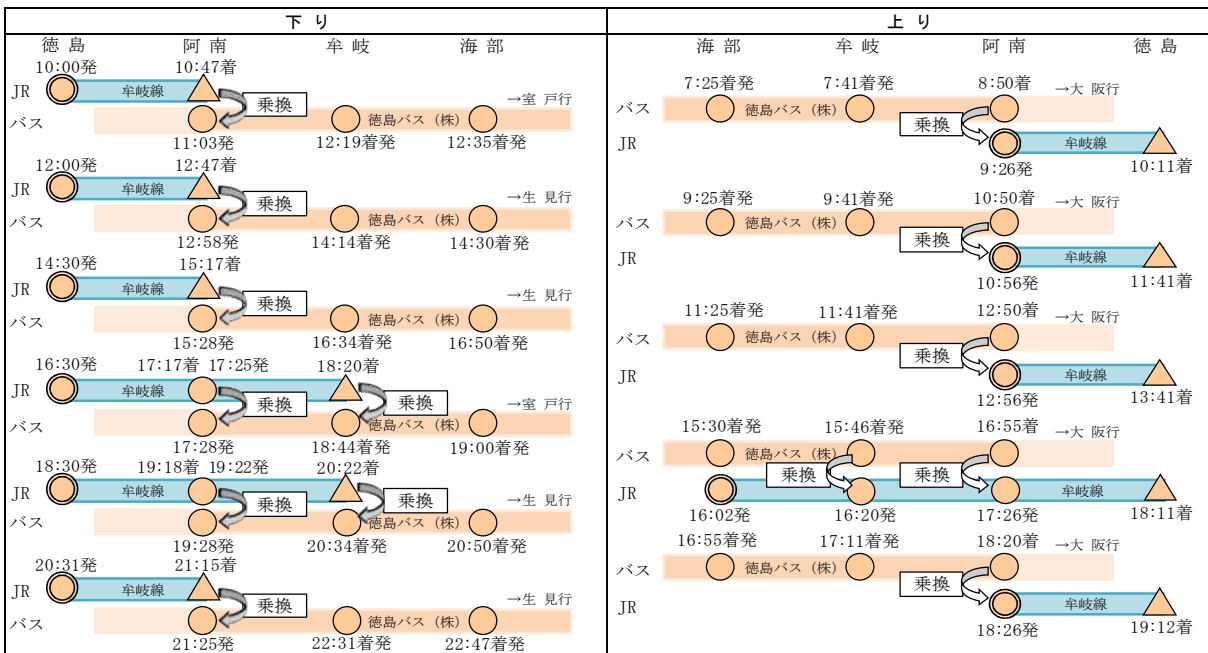 下 り
徳 島 阿 南 牟 岐 海 部
10:00発 10:47着
JR 牟岐線
乗換 →室 戸行
バス 徳島バス（株）
11:03発 12:19着発 12:35着発
12:00発 12:47着
JR 牟岐線
乗換 →生 見行
バス 徳島バス（株）
12:58発 14:14着発 14:30着発
14:30発 15:17着
JR 牟岐線
乗換 →生 見行
バス 徳島バス（株）
15:28発 16:34着発 16:50着発
16:30発 17:17着 17:25発 18:20着
JR 牟岐線
乗換 乗換 →室 戸行
バス 徳島バス（株）
17:28発 18:44着発 19:00着発
18:30発 19:18着 19:22発 20:22着
JR 牟岐線
乗換 乗換 →生 見行
バス 徳島バス（株）
19:28発 20:34着発 20:50着発
20:31発 21:15着
JR 牟岐線
乗換 →生 見行
バス 徳島バス（株）
21:25発 22:31着発 22:47着発
上 り
海 部 牟 岐 阿 南 徳 島
7:25着発 7:41着発 8:50着 →大 阪行
バス 徳島バス（株）
乗換
JR 牟岐線
9:26発 10:11着
9:25着発 9:41着発 10:50着 →大 阪行
バス 徳島バス（株）
乗換
JR 牟岐線
10:56発 11:41着
11:25着発 11:41着発 12:50着 →大 阪行
バス 徳島バス（株）
乗換
JR 牟岐線
12:56発 13:41着
15:30着発 15:46着発 16:55着 →大 阪行
バス 徳島バス（株）
乗換 乗換
JR 牟岐線
16:02発 16:20発 17:26発 18:11着
16:55着発 17:11着発 18:20着 →大 阪行
バス 徳島バス（株）
乗換
JR 牟岐線
18:26発 19:12着